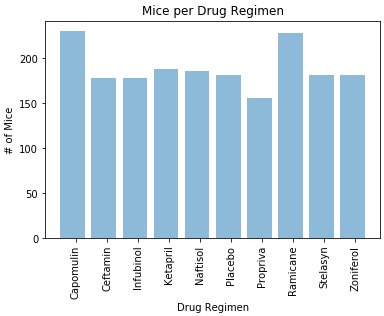 Mice per Drug Regimen
# of Mice
200
150
100
50
0
Capomulin
Ceftamin
Infubinol
Ketapril
Naftisol
Placebo
Propriva
Ramicane
Stelasyn
Zoniferol
Drug Regimen